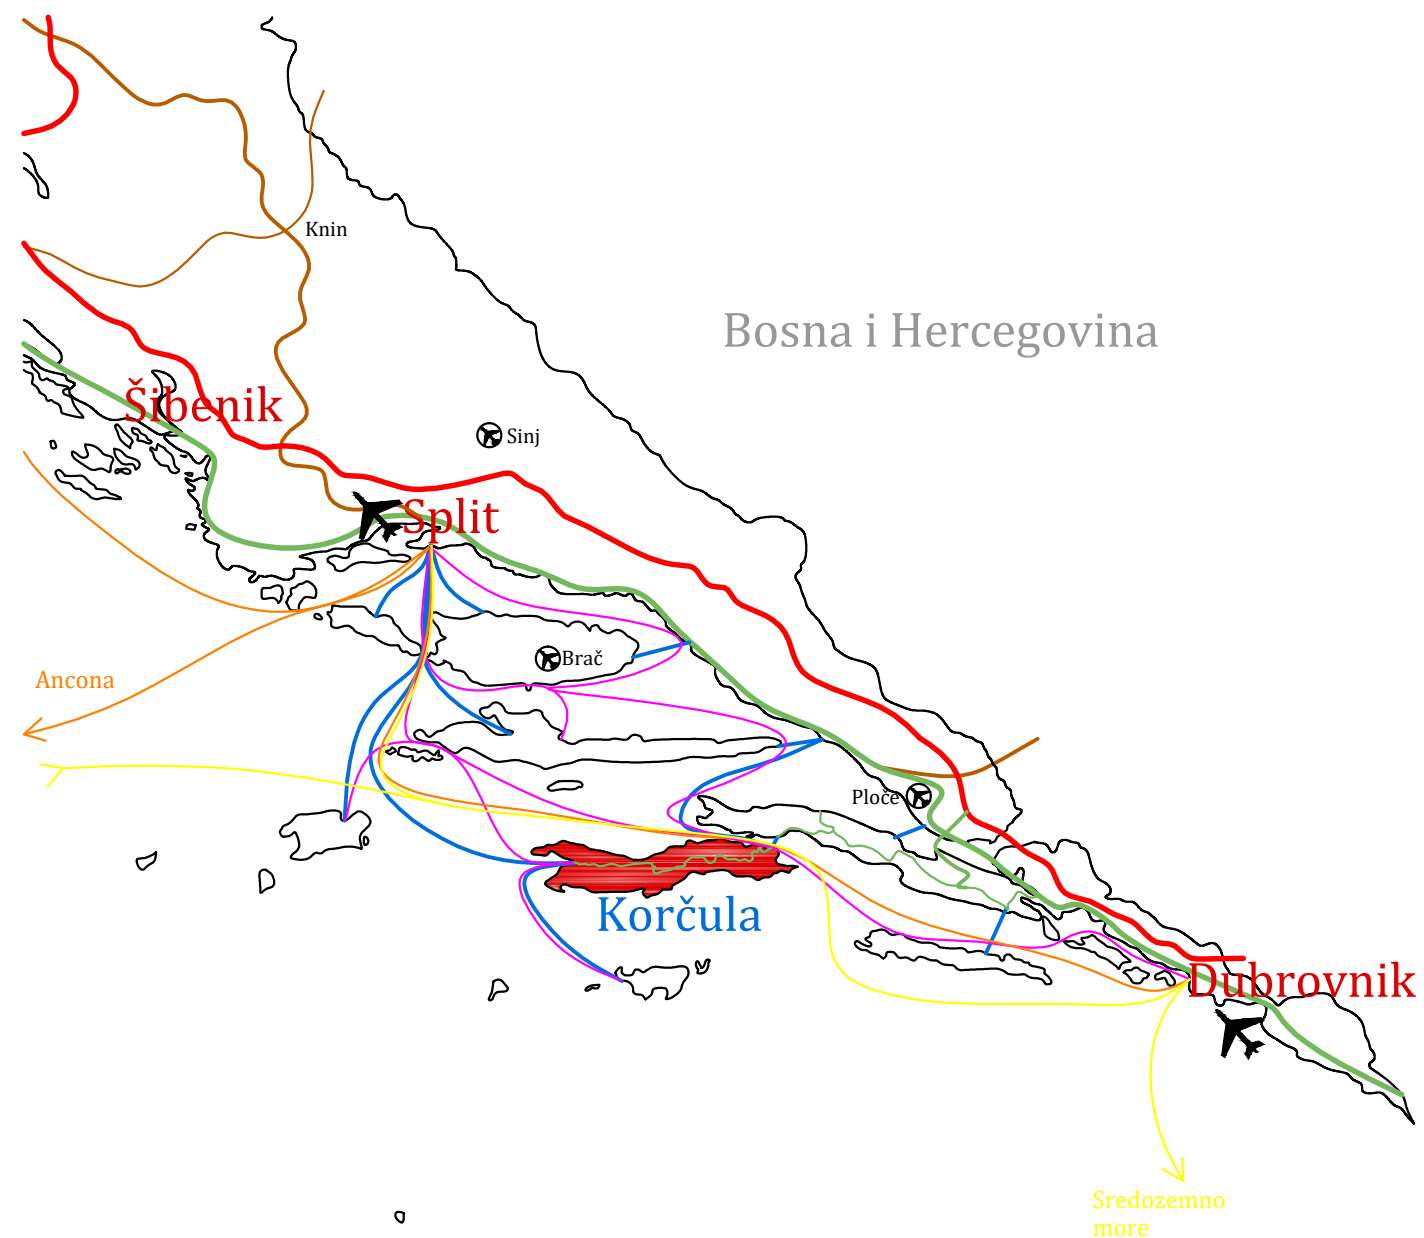 Knin
Bosna i Hercegovina
Šibenik
Sinj
Split
Brač
Ancona
Ploče
Korčula
Dubrovnik
Sredozemno
more